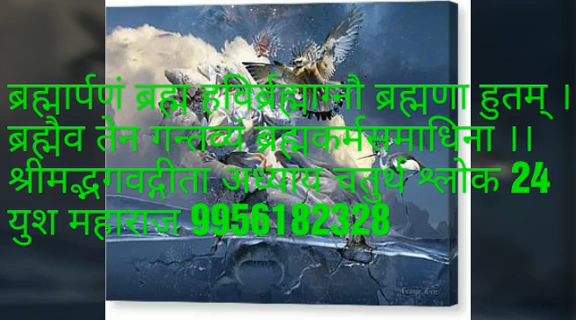 ब्रह्मार्पणं ब्रह्म हविर्ब्रह्माग्नौ ब्रह्मणा हुतम् ।
ब्रह्मैव तेन गन्तव्यं ब्रह्मकर्मसमाधिना ।।
श्रीमद्भगवद्गीता अध्याय चतुर्थ श्लोक 24
युश महाराज 9956182328